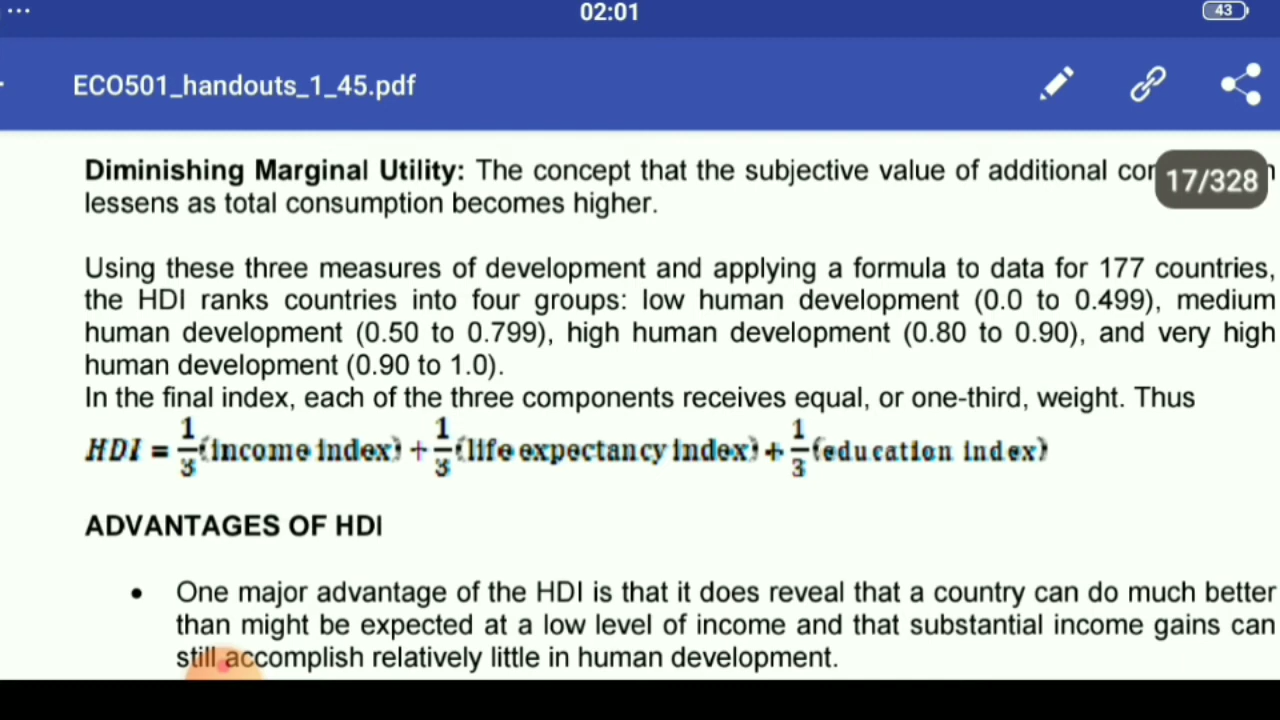 02:01
43
ECO501_handouts_1_45.pdf
17/328
Diminishing Marginal Utility: The concept that the subjective value of additional
lessens as total consumption becomes higher.
Using these three measures of development and applying a formula to data for 177 countries,
the HDI ranks countries into four groups: low human development (0.0 to 0.499), medium
human development (0.50 to 0.799), high human development (0.80 to 0.90), and very high
human development (0.90 to 1.0).
In the final index, each of the three components receives equal, or one-third, weight. Thus
HDI = 1/3 (income index) + 1/3 (life expectancy index) + 1/3 (education index)
ADVANTAGES OF HDI
• One major advantage of the HDI is that it does reveal that a country can do much better
than might be expected at a low level of income and that substantial income gains can
still accomplish relatively little in human development.